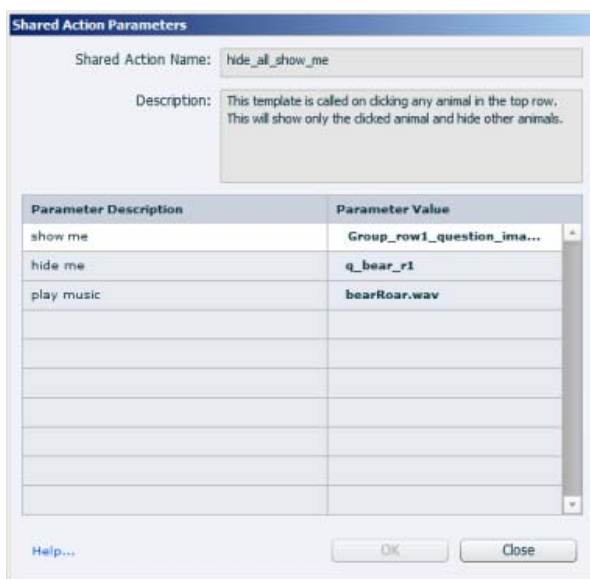 Shared Action Parameters
Shared Action Name: hide_all_show_me
Description: This template is called on clicking any animal in the top row.
This will show only the clicked animal and hide other animals.
Parameter Description Parameter Value
show me Group_row1_question_ima...
hide me q_bear_r1
play music bearRoar.wav
Help... OK Close